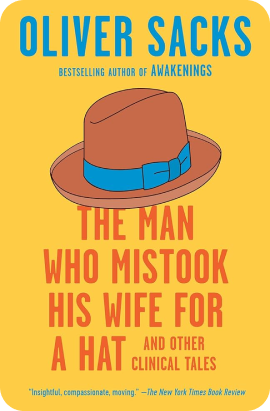 OLIVER SACKS
BESTSELLING AUTHOR OF AWAKENINGS
THE MAN
WHO MISTOOK
HIS WIFE FOR
A HAT AND OTHER
CLINICAL TALES
"Insightful, compassionate, moving." —The New York Times Book Review